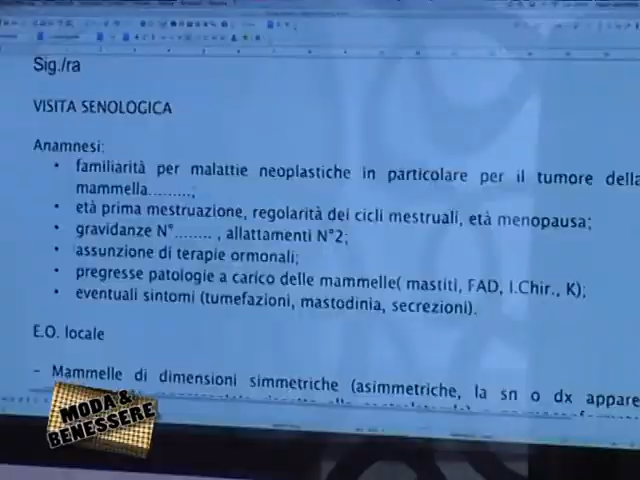 Sig./ra
VISITA SENOLOGICA
Anamnesi:
• familiarità per malattie neoplastiche in particolare per il tumore della
mammella.........,
• età prima mestruazione, regolarità dei cicli mestruali, età menopausa;
• gravidanze N°........ , allattamenti N°2;
• assunzione di terapie ormonali;
• pregresse patologie a carico delle mammelle( mastiti, FAD, I.Chir., K);
• eventuali sintomi (tumefazioni, mastodinia, secrezioni).
E.O. locale
- Mammelle di dimensioni simmetriche (asimmetriche, la sn o dx appare
MODA &
BENESSERE